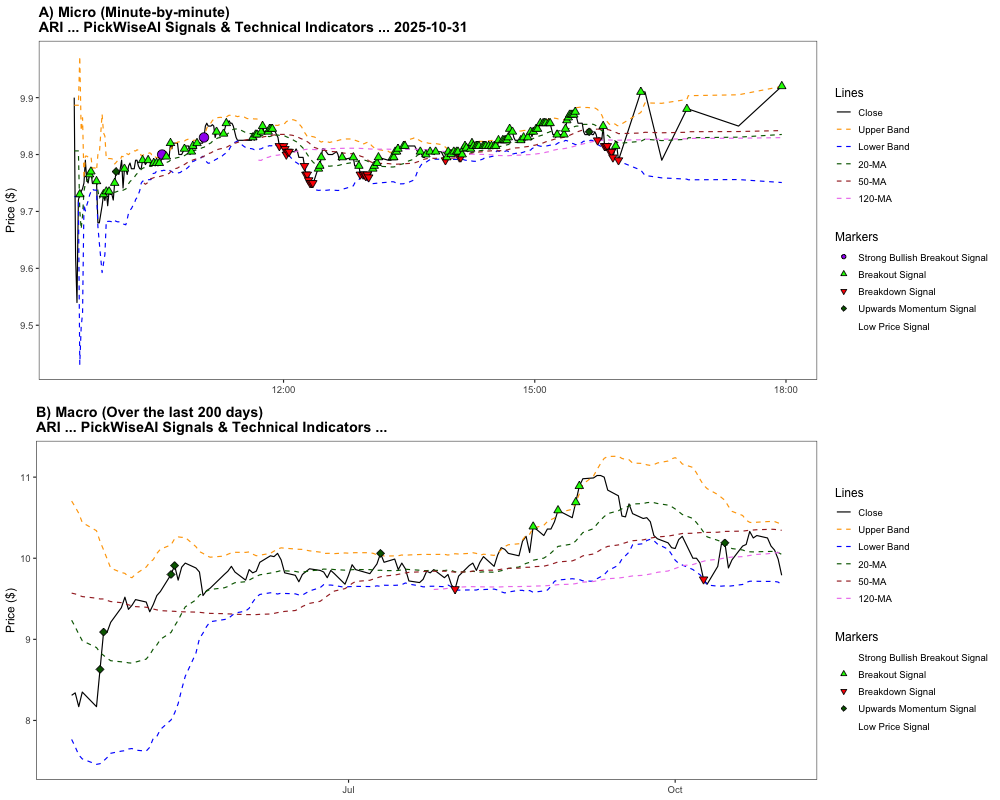 A) Micro (Minute-by-minute)
ARI ... PickWiseAI Signals & Technical Indicators ... 2025-10-31
Price ($)
9.9
9.8
9.7
9.6
9.5
12:00
15:00
18:00
Lines
Close
Upper Band
Lower Band
20-MA
50-MA
120-MA
Markers
Strong Bullish Breakout Signal
Breakout Signal
Breakdown Signal
Upwards Momentum Signal
Low Price Signal
B) Macro (Over the last 200 days)
ARI ... PickWiseAI Signals & Technical Indicators ...
Price ($)
11
10
9
8
Jul
Oct
Lines
Close
Upper Band
Lower Band
20-MA
50-MA
120-MA
Markers
Strong Bullish Breakout Signal
Breakout Signal
Breakdown Signal
Upwards Momentum Signal
Low Price Signal